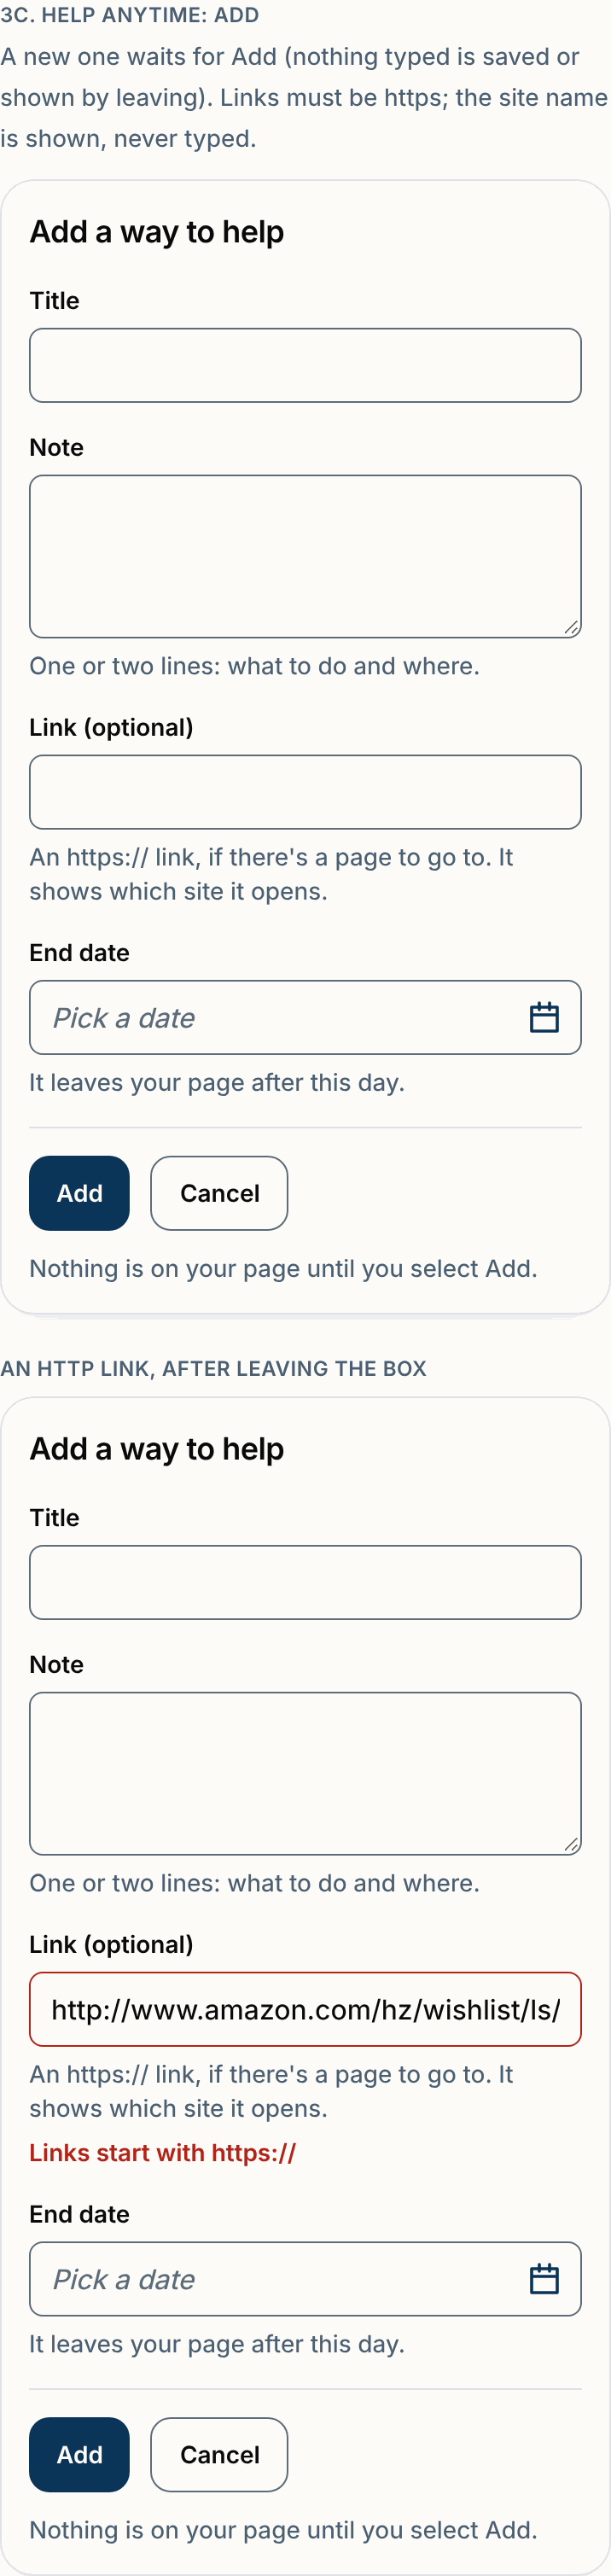 3C. HELP ANYTIME: ADD
A new one waits for Add (nothing typed is saved or
shown by leaving). Links must be https; the site name
is shown, never typed.
Add a way to help
Title
Note
One or two lines: what to do and where.
Link (optional)
An https:// link, if there's a page to go to. It
shows which site it opens.
End date
Pick a date
It leaves your page after this day.
Add
Cancel
Nothing is on your page until you select Add.
AN HTTP LINK, AFTER LEAVING THE BOX
Add a way to help
Title
Note
One or two lines: what to do and where.
Link (optional)
http://www.amazon.com/hz/wishlist/ls/
An https:// link, if there's a page to go to. It
shows which site it opens.
Links start with https://
End date
Pick a date
It leaves your page after this day.
Add
Cancel
Nothing is on your page until you select Add.